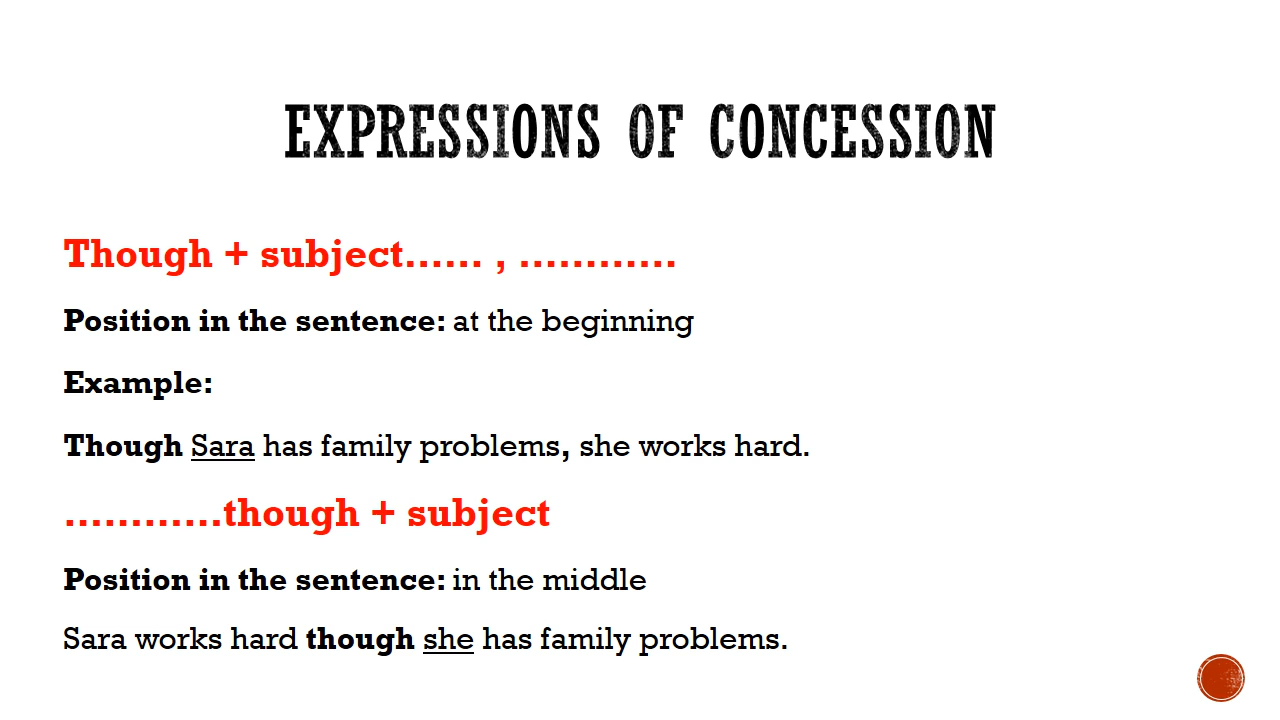 EXPRESSIONS OF CONCESSION
Though + subject...... , ............
Position in the sentence: at the beginning
Example:
Though Sara has family problems, she works hard.
............though + subject
Position in the sentence: in the middle
Sara works hard though she has family problems.